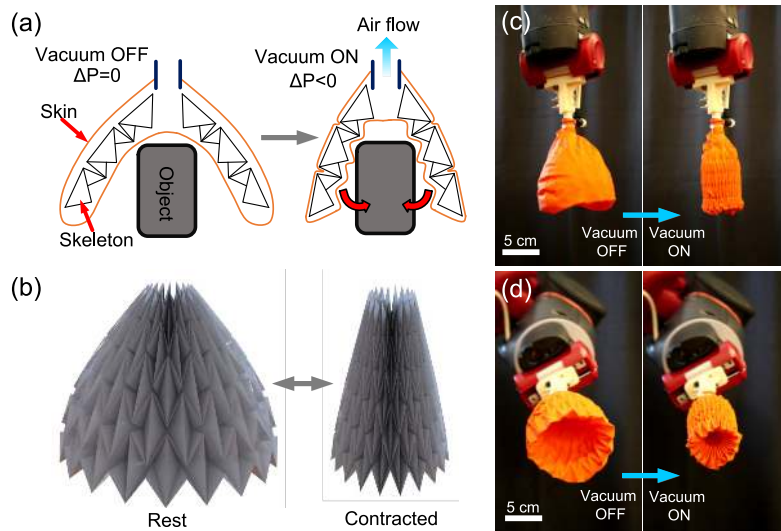 (a)
Vacuum OFF
ΔP=0
Skin
Skeleton
Object
Air flow
Vacuum ON
ΔP<0
(b)
Rest
Contracted
(c)
5 cm
Vacuum
OFF
Vacuum
ON
(d)
5 cm
Vacuum
OFF
Vacuum
ON